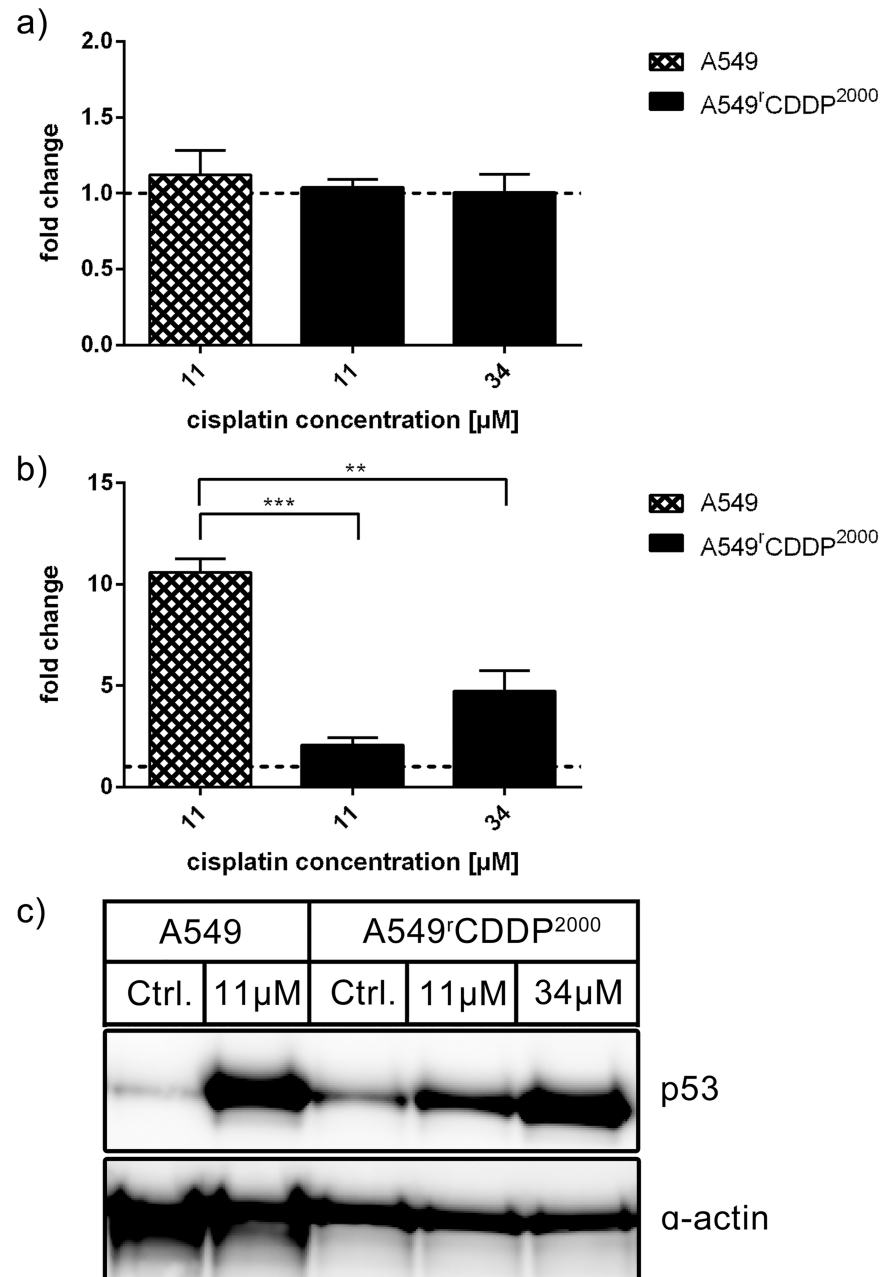 a)
2.0
1.5
1.0
0.5
0.0
fold change
11
11
34
cisplatin concentration [µM]
A549
A549ʳCDDP²⁰⁰⁰
b)
15
10
5
0
fold change
**
***
11
11
34
cisplatin concentration [µM]
A549
A549ʳCDDP²⁰⁰⁰
c)
A549 A549ʳCDDP²⁰⁰⁰
Ctrl. 11µM Ctrl. 11µM 34µM
p53
α-actin